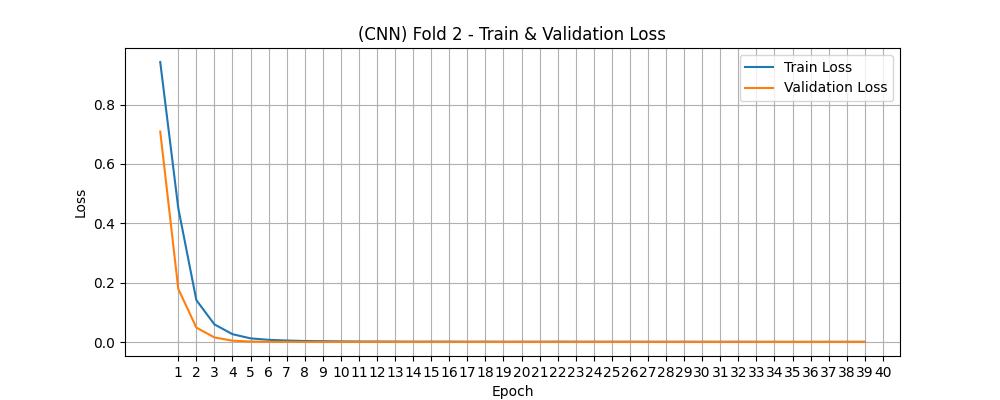 (CNN) Fold 2 - Train & Validation Loss
Train Loss
Validation Loss
Loss
0.8
0.6
0.4
0.2
0.0
1 2 3 4 5 6 7 8 9 10 11 12 13 14 15 16 17 18 19 20 21 22 23 24 25 26 27 28 29 30 31 32 33 34 35 36 37 38 39 40
Epoch